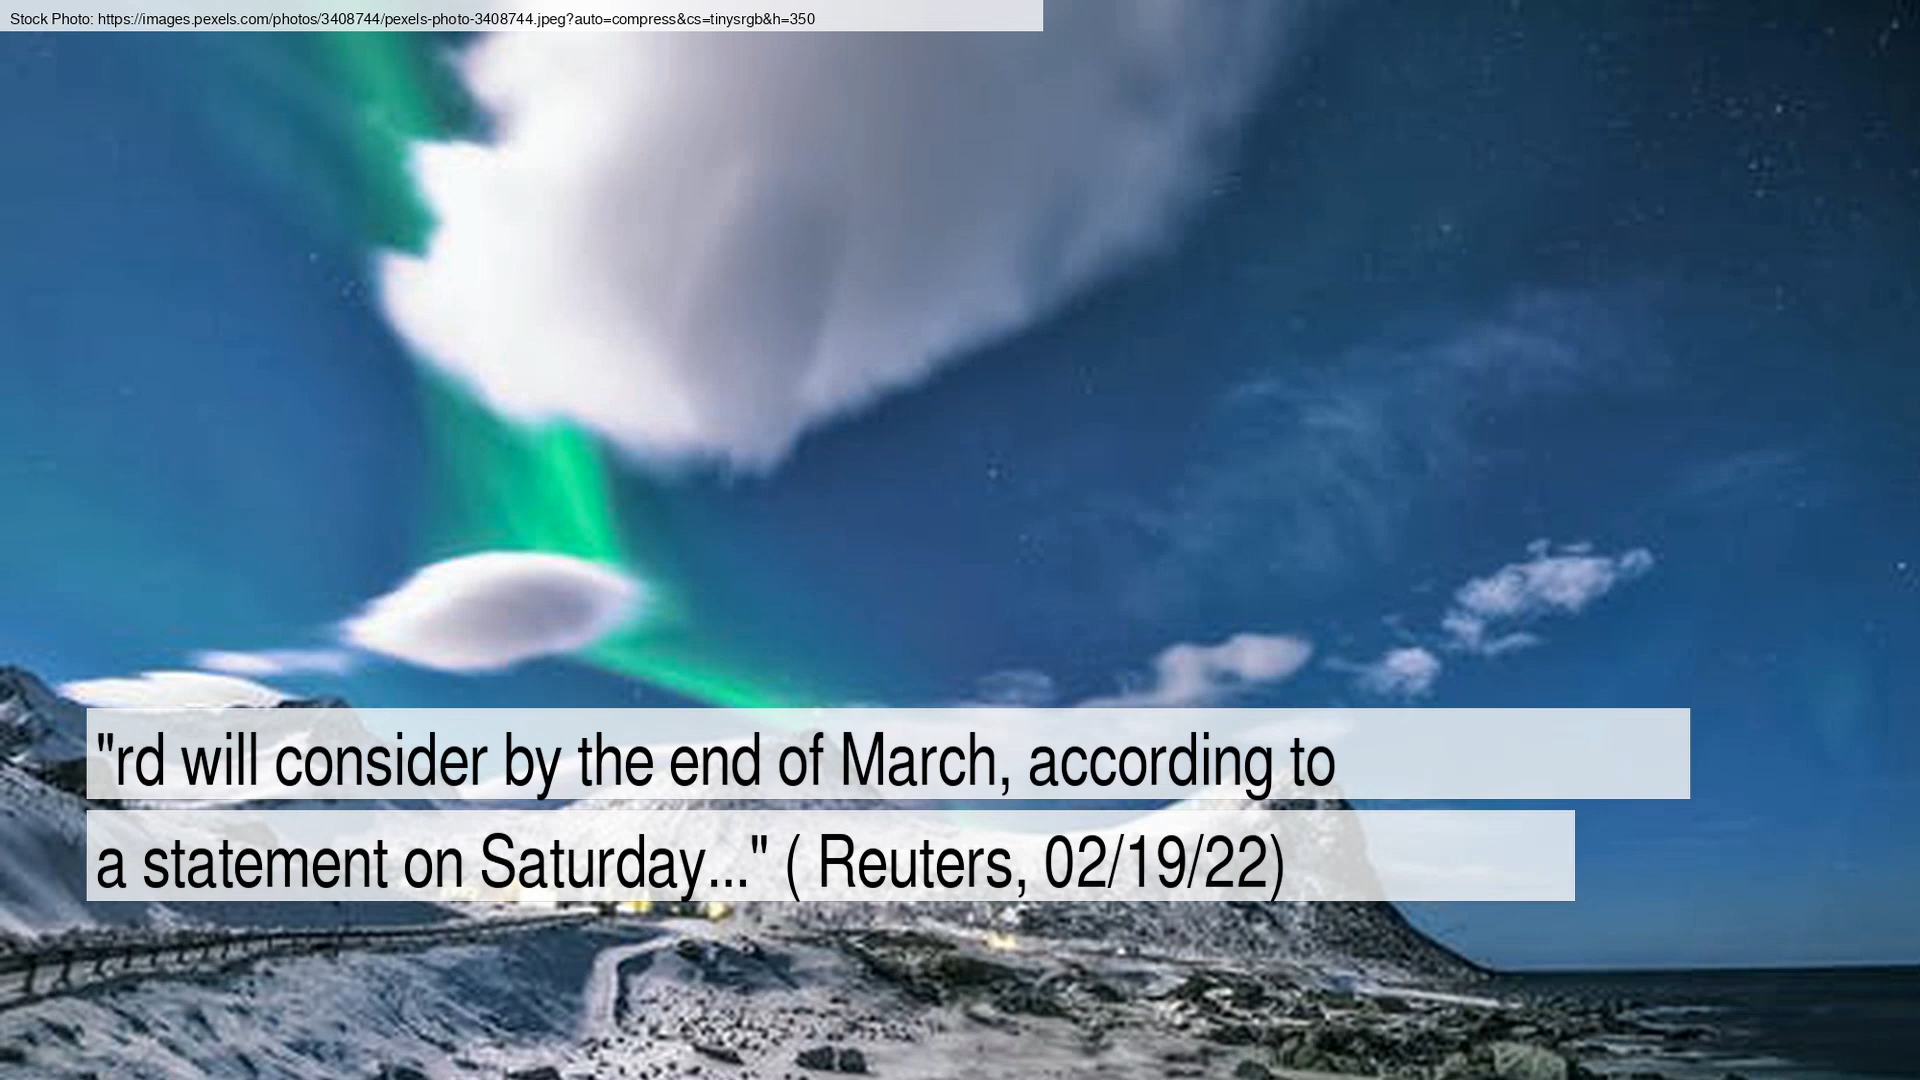 Stock Photo: https://images.pexels.com/photos/3408744/pexels-photo-3408744.jpeg?auto=compress&cs=tinysrgb&h=350
"rd will consider by the end of March, according to
a statement on Saturday..." ( Reuters, 02/19/22)